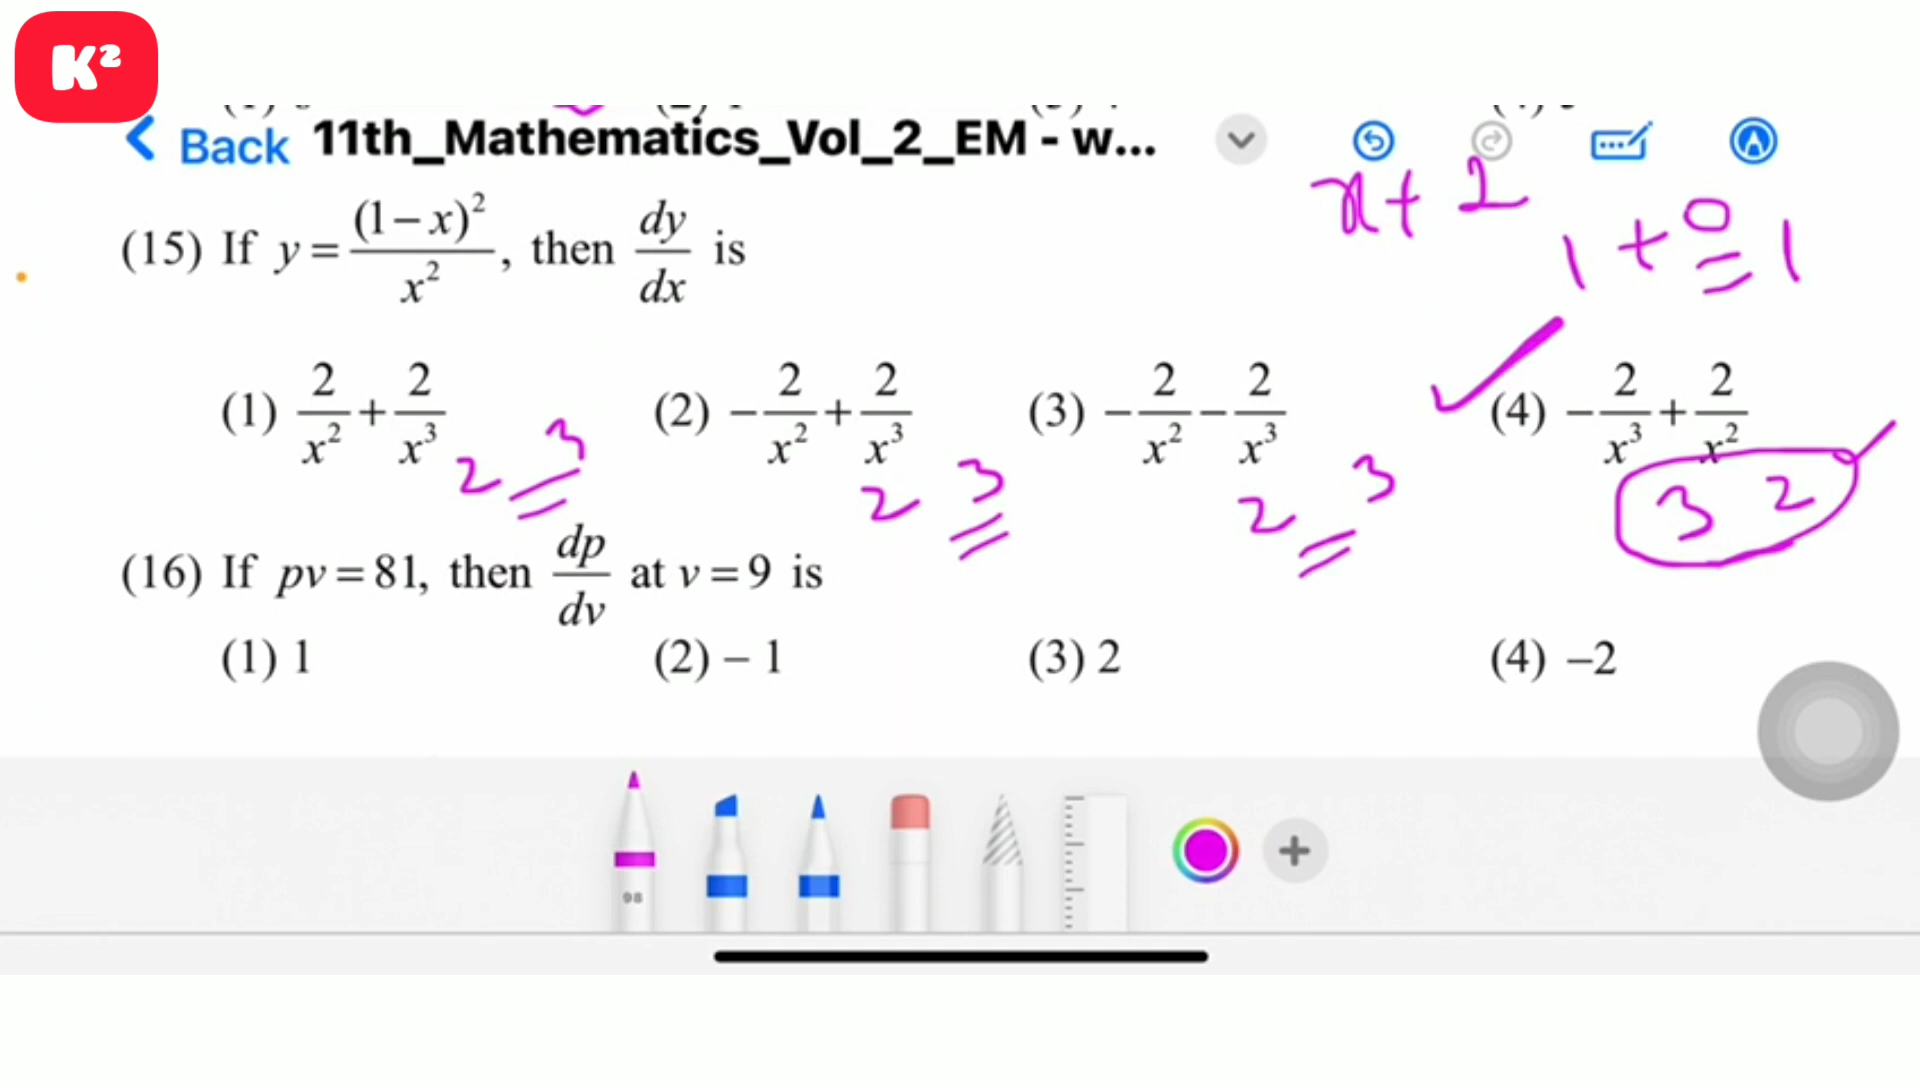 K²
Back 11th_Mathematics_Vol_2_EM - w...
x + 2
1 + 0 = 1
(15) If y = (1 − x)² / x², then dy/dx is
(1) 2/x² + 2/x³ (2) − 2/x² + 2/x³ (3) − 2/x² − 2/x³ (4) − 2/x³ + 2/x²
2 3 2 3 2 3 3 2
(16) If pv = 81, then dp/dv at v = 9 is
(1) 1 (2) − 1 (3) 2 (4) −2
98